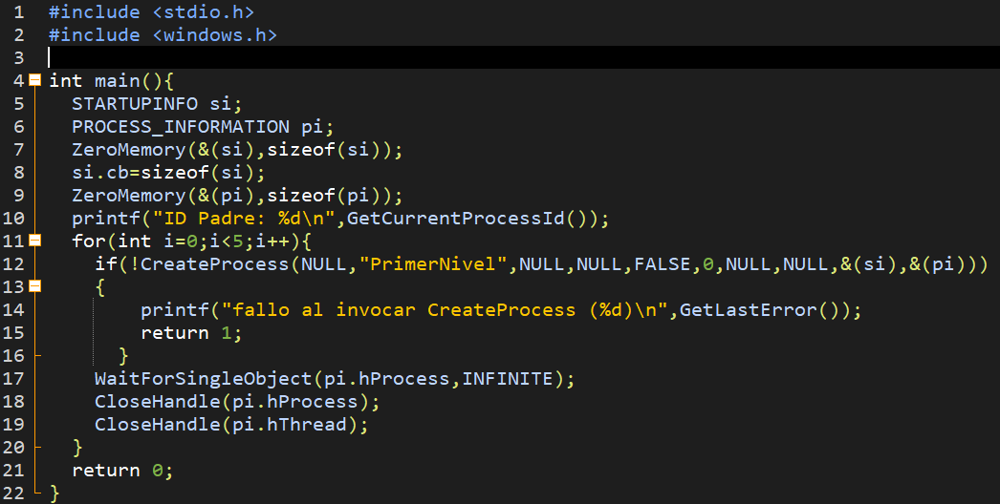 1 #include <stdio.h>
2 #include <windows.h>
3
4 int main(){
5   STARTUPINFO si;
6   PROCESS_INFORMATION pi;
7   ZeroMemory(&(si),sizeof(si));
8   si.cb=sizeof(si);
9   ZeroMemory(&(pi),sizeof(pi));
10   printf("ID Padre: %d\n",GetCurrentProcessId());
11   for(int i=0;i<5;i++){
12     if(!CreateProcess(NULL,"PrimerNivel",NULL,NULL,FALSE,0,NULL,NULL,&(si),&(pi)))
13     {
14         printf("fallo al invocar CreateProcess (%d)\n",GetLastError());
15         return 1;
16       }
17     WaitForSingleObject(pi.hProcess,INFINITE);
18     CloseHandle(pi.hProcess);
19     CloseHandle(pi.hThread);
20   }
21   return 0;
22 }